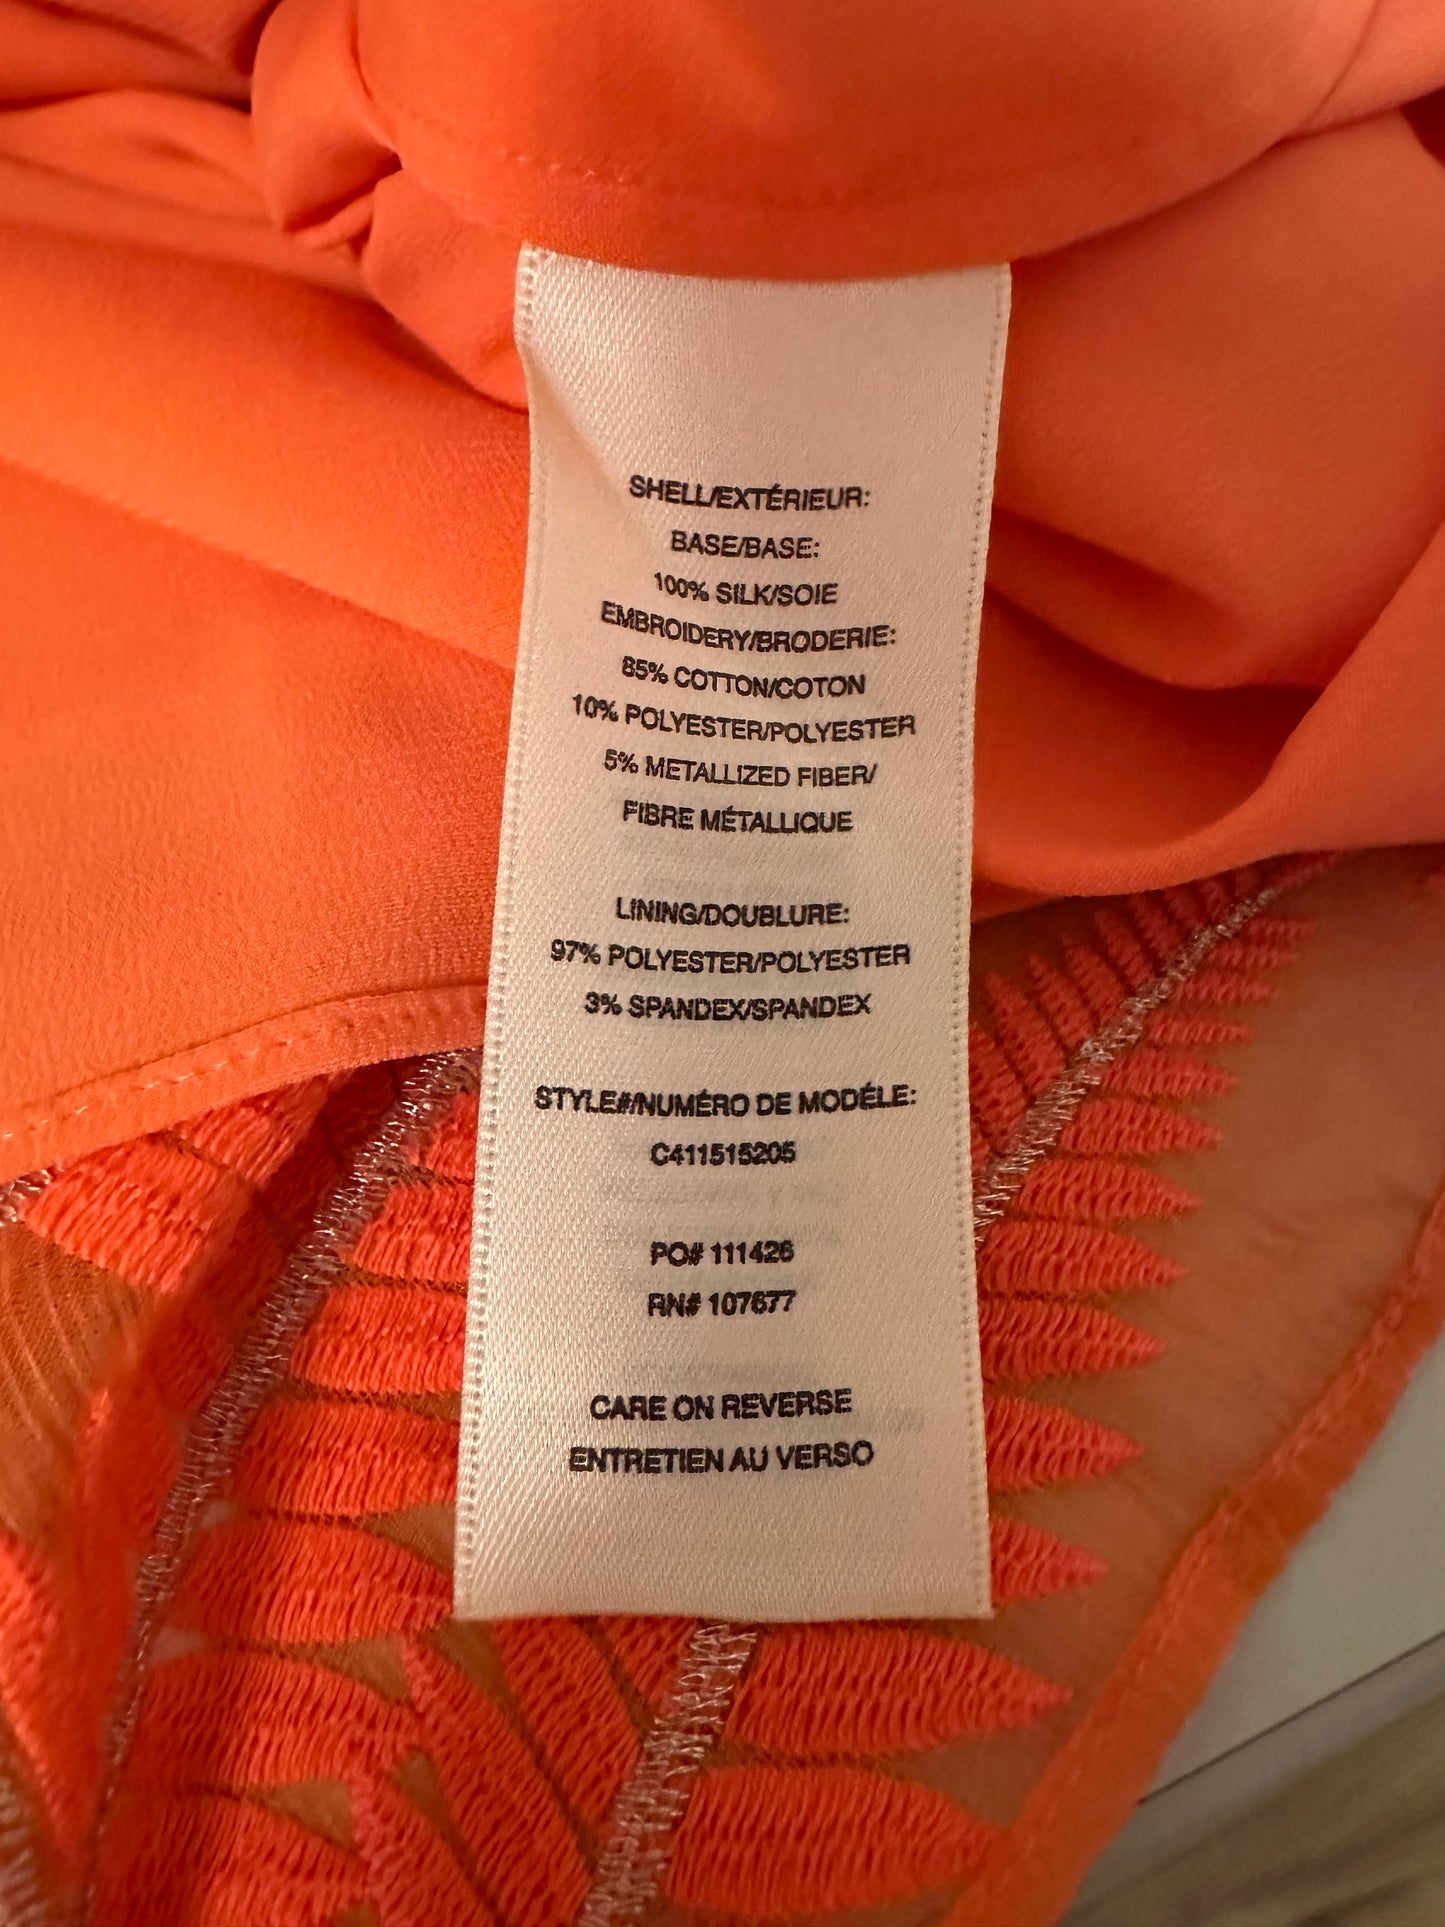 SHELL/EXTÉRIEUR:
BASE/BASE:
100% SILK/SOIE
EMBROIDERY/BRODERIE:
85% COTTON/COTON
10% POLYESTER/POLYESTER
5% METALLIZED FIBER/
FIBRE MÉTALLIQUE
LINING/DOUBLURE:
97% POLYESTER/POLYESTER
3% SPANDEX/SPANDEX
STYLE#/NUMÉRO DE MODÉLE:
C411515205
PO# 111426
RN# 107677
CARE ON REVERSE
ENTRETIEN AU VERSO